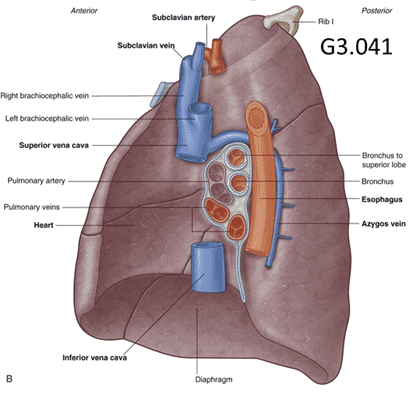 Anterior
Posterior
Subclavian artery
Rib I
G3.041
Subclavian vein
Right brachiocephalic vein
Left brachiocephalic vein
Superior vena cava
Bronchus to
superior lobe
Pulmonary artery
Bronchus
Pulmonary veins
Esophagus
Heart
Azygos vein
Inferior vena cava
B
Diaphragm